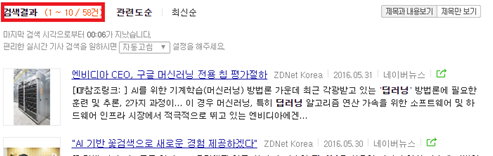 검색결과 (1 ~ 10 / 58건) 관련도순 최신순 제목과 내용보기 제목만 보기
마지막 검색 시간으로부터 00:06가 지났습니다.
편리한 실시간 기사 검색을 원하시면 자동고침 설정을 해주세요.
엔비디아 CEO, 구글 머신러닝 전용 칩 평가절하 ZDNet Korea 2016.05.31 네이버뉴스
[참조링크: ] AI를 위한 기계학습(머신러닝) 방법론 가운데 최근 각광받고 있는 '딥러닝' 방법론에 필요한
훈련 및 추론, 2가지 과정이... 이 경우 머신러닝, 특히 딥러닝 알고리즘 연산 가속을 위한 소프트웨어 및 하
드웨어 인프라 시장에서 적극적으로 뛰고 있는 엔비디아에겐...
"AI 기반 꽃검색으로 새로운 경험 제공하겠다" ZDNet Korea 2016.05.30 네이버뉴스